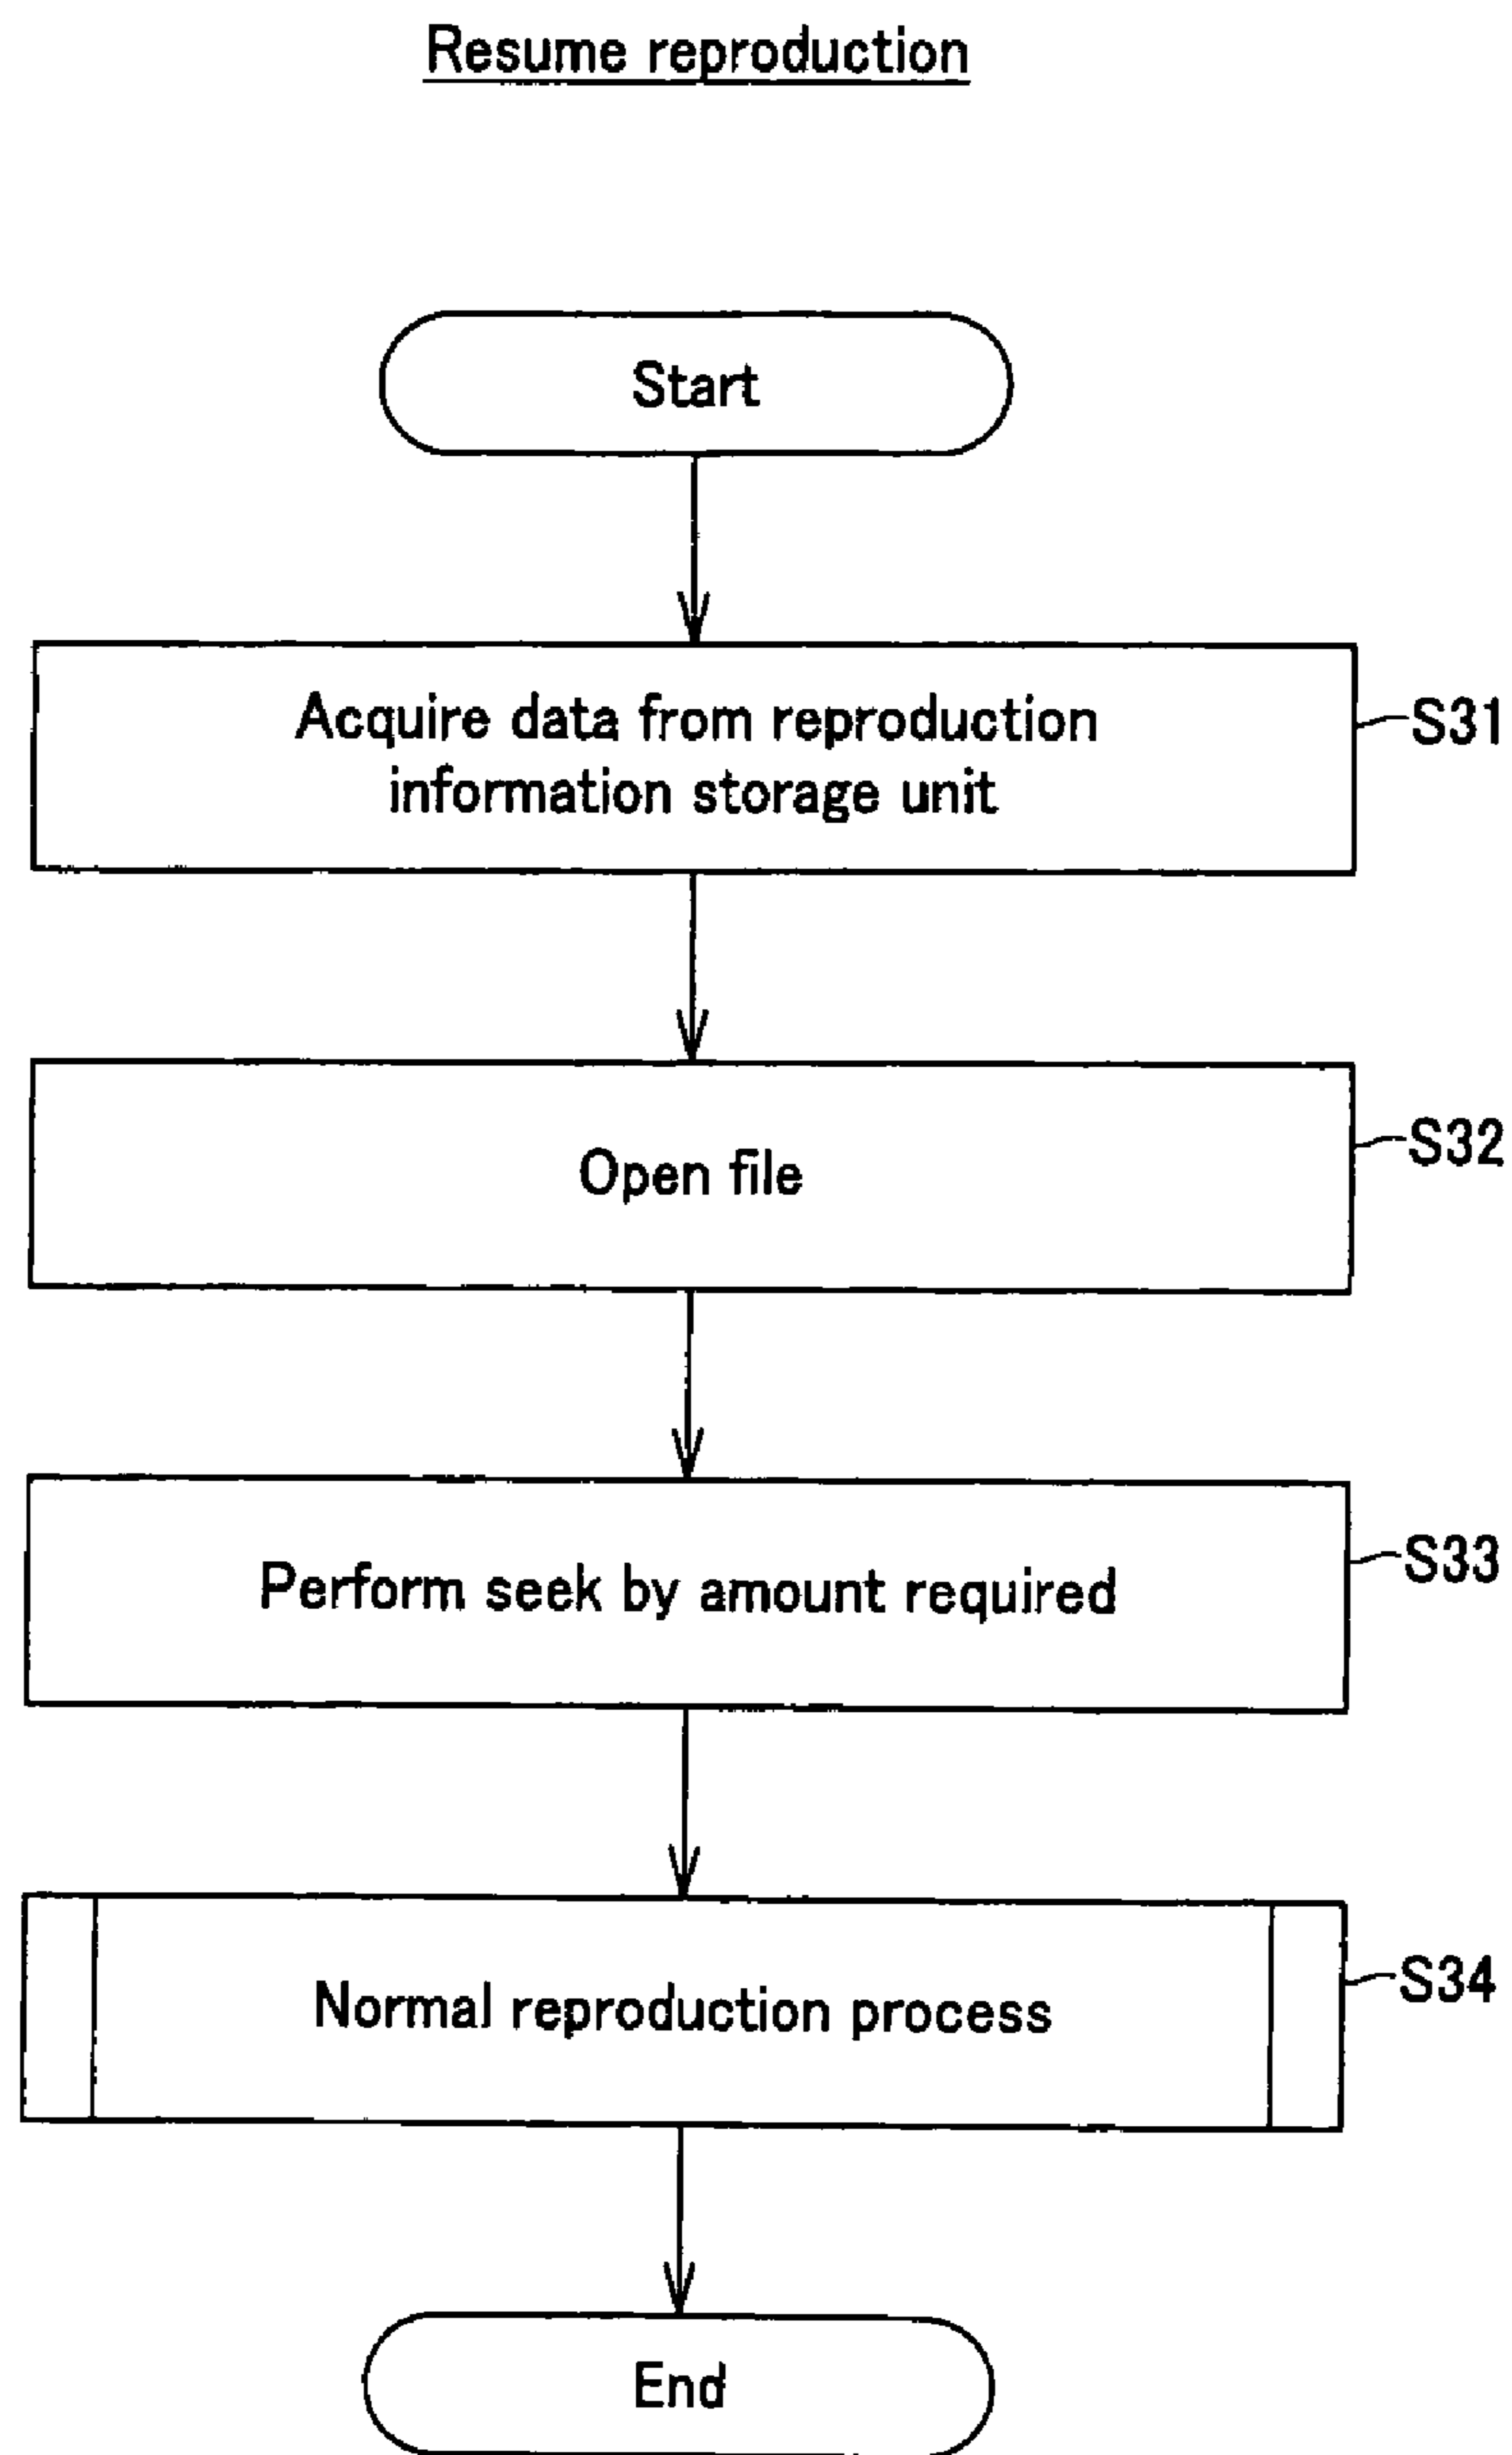 Resume reproduction
Start
Acquire data from reproduction
information storage unit
S31
Open file
S32
Perform seek by amount required
S33
Normal reproduction process
S34
End